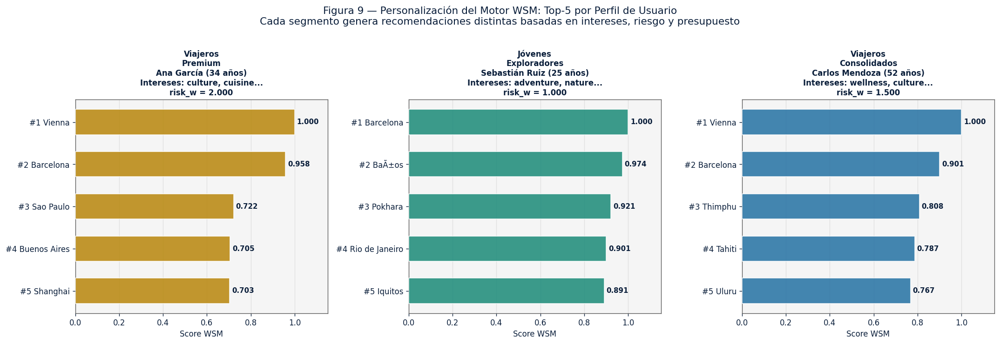 Figura 9 — Personalización del Motor WSM: Top-5 por Perfil de Usuario
Cada segmento genera recomendaciones distintas basadas en intereses, riesgo y presupuesto
Viajeros
Premium
Ana García (34 años)
Intereses: culture, cuisine...
risk_w = 2.000
#1 Vienna
1.000
#2 Barcelona
0.958
#3 Sao Paulo
0.722
#4 Buenos Aires
0.705
#5 Shanghai
0.703
0.0 0.2 0.4 0.6 0.8 1.0
Score WSM
Jóvenes
Exploradores
Sebastián Ruiz (25 años)
Intereses: adventure, nature...
risk_w = 1.000
#1 Barcelona
1.000
#2 BaÃ±os
0.974
#3 Pokhara
0.921
#4 Rio de Janeiro
0.901
#5 Iquitos
0.891
0.0 0.2 0.4 0.6 0.8 1.0
Score WSM
Viajeros
Consolidados
Carlos Mendoza (52 años)
Intereses: wellness, culture...
risk_w = 1.500
#1 Vienna
1.000
#2 Barcelona
0.901
#3 Thimphu
0.808
#4 Tahiti
0.787
#5 Uluru
0.767
0.0 0.2 0.4 0.6 0.8 1.0
Score WSM